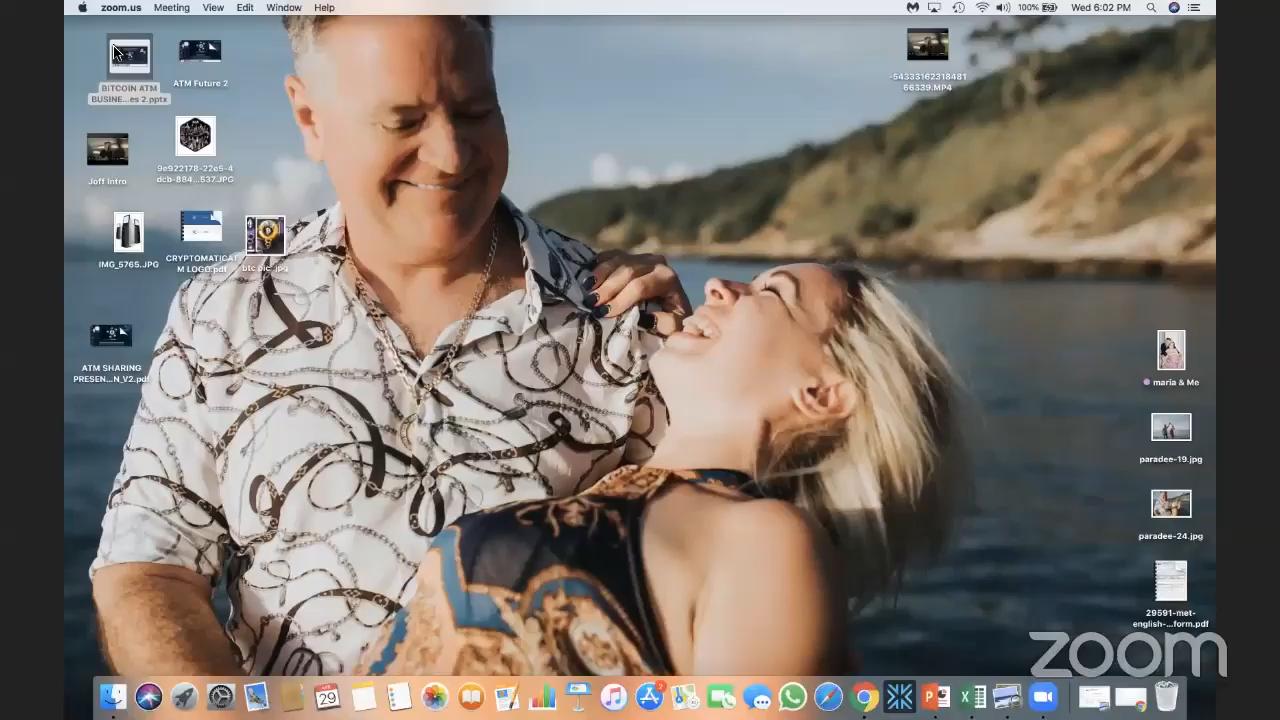 zoom.us Meeting View Edit Window Help
100% Wed 6:02 PM
BITCOIN ATM
BUSINE...es 2.pptx
ATM Future 2
-54333162318481
66339.MP4
Joff Intro
9e922178-22e5-4
dcb-884...537.JPG
IMG_5765.JPG
CRYPTOMATICAT
M LOGO.pdf
btc pic .jpg
ATM SHARING
PRESEN...N_V2.pdf
maria & Me
paradee-19.jpg
paradee-24.jpg
29591-met-
english-...form.pdf
zoom
29